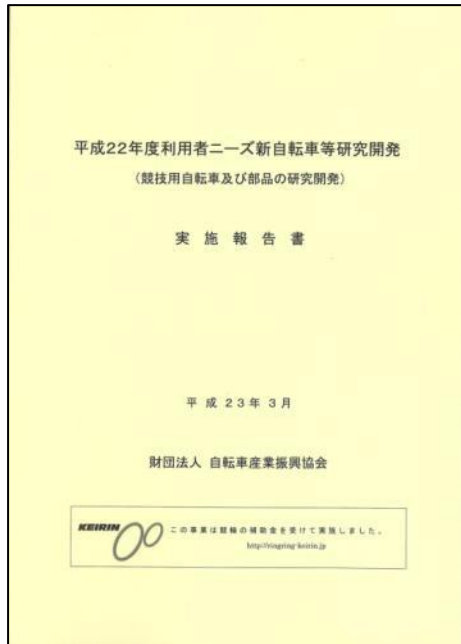 平成22年度利用者ニーズ新自転車等研究開発
（競技用自転車及び部品の研究開発）
実 施 報 告 書
平 成 23年 3月
財団法人 自転車産業振興協会
KEIRIN
この事業は競輪の補助金を受けて実施しました。
http://ringring-keirin.jp